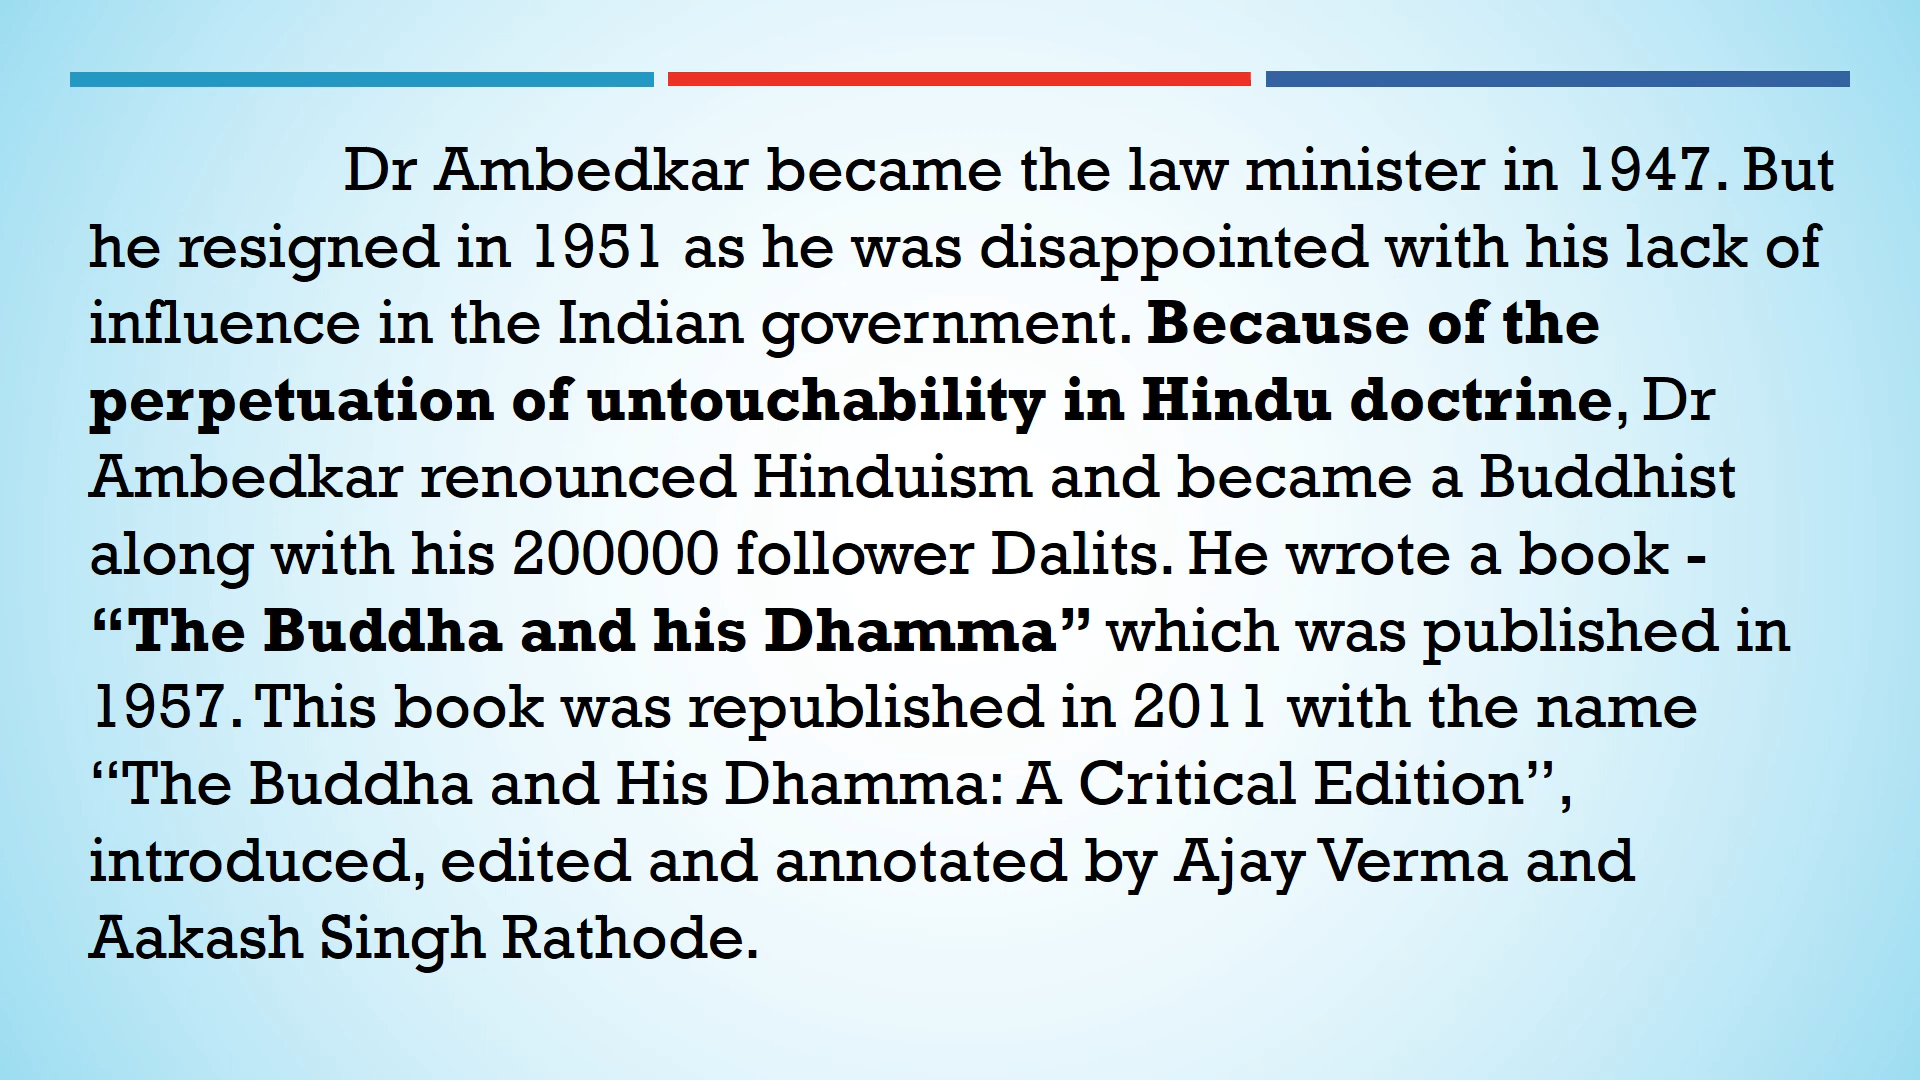 Dr Ambedkar became the law minister in 1947. But
he resigned in 1951 as he was disappointed with his lack of
influence in the Indian government. Because of the
perpetuation of untouchability in Hindu doctrine, Dr
Ambedkar renounced Hinduism and became a Buddhist
along with his 200000 follower Dalits. He wrote a book -
“The Buddha and his Dhamma” which was published in
1957. This book was republished in 2011 with the name
“The Buddha and His Dhamma: A Critical Edition”,
introduced, edited and annotated by Ajay Verma and
Aakash Singh Rathode.